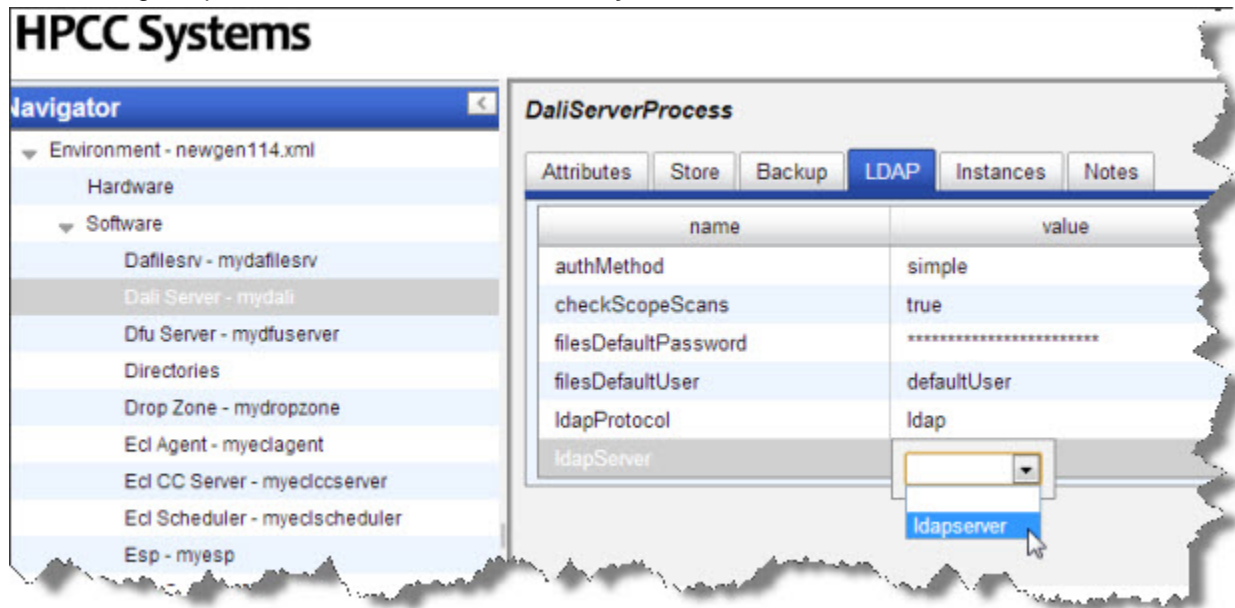 HPCC Systems
Navigator
Environment - newgen114.xml
Hardware
Software
Dafilesrv - mydafilesrv
Dali Server - mydali
Dfu Server - mydfuserver
Directories
Drop Zone - mydropzone
Ecl Agent - myeclagent
Ecl CC Server - myeclccserver
Ecl Scheduler - myeclscheduler
Esp - myesp
DaliServerProcess
Attributes Store Backup LDAP Instances Notes
name value
authMethod simple
checkScopeScans true
filesDefaultPassword ************************
filesDefaultUser defaultUser
ldapProtocol ldap
ldapServer
ldapserver